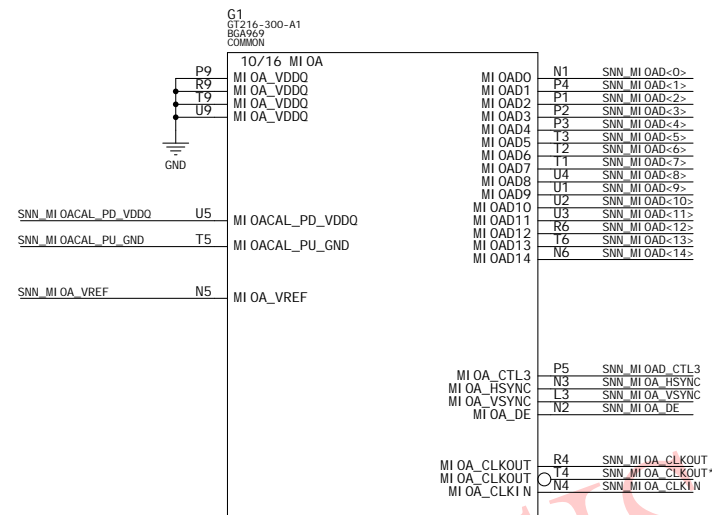 G1
GT216-300-A1
BGA969
COMMON
10/16 MIOA
P9 MIOA_VDDQ
R9 MIOA_VDDQ
T9 MIOA_VDDQ
U9 MIOA_VDDQ
GND
SNN_MIOACAL_PD_VDDQ U5 MIOACAL_PD_VDDQ
SNN_MIOACAL_PU_GND T5 MIOACAL_PU_GND
SNN_MIOA_VREF N5 MIOA_VREF
MIOAD0 N1 SNN_MIOAD<0>
MIOAD1 P4 SNN_MIOAD<1>
MIOAD2 P1 SNN_MIOAD<2>
MIOAD3 P2 SNN_MIOAD<3>
MIOAD4 P3 SNN_MIOAD<4>
MIOAD5 T3 SNN_MIOAD<5>
MIOAD6 T2 SNN_MIOAD<6>
MIOAD7 T1 SNN_MIOAD<7>
MIOAD8 U4 SNN_MIOAD<8>
MIOAD9 U1 SNN_MIOAD<9>
MIOAD10 U2 SNN_MIOAD<10>
MIOAD11 U3 SNN_MIOAD<11>
MIOAD12 R6 SNN_MIOAD<12>
MIOAD13 T6 SNN_MIOAD<13>
MIOAD14 N6 SNN_MIOAD<14>
MIOA_CTL3 P5 SNN_MIOAD_CTL3
MIOA_HSYNC N3 SNN_MIOA_HSYNC
MIOA_VSYNC L3 SNN_MIOA_VSYNC
MIOA_DE N2 SNN_MIOA_DE
MIOA_CLKOUT R4 SNN_MIOA_CLKOUT
MIOA_CLKOUT T4 SNN_MIOA_CLKOUT*
MIOA_CLKIN N4 SNN_MIOA_CLKIN